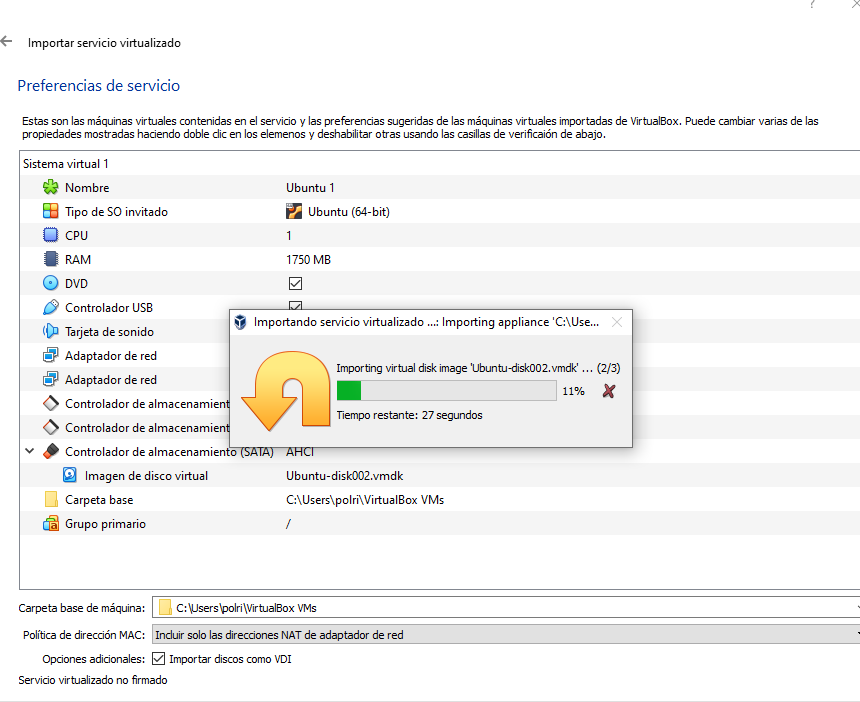 ?
Importar servicio virtualizado
Preferencias de servicio
Estas son las máquinas virtuales contenidas en el servicio y las preferencias sugeridas de las máquinas virtuales importadas de VirtualBox. Puede cambiar varias de las
propiedades mostradas haciendo doble clic en los elemenos y deshabilitar otras usando las casillas de verificaión de abajo.
Sistema virtual 1
Nombre Ubuntu 1
Tipo de SO invitado Ubuntu (64-bit)
CPU 1
RAM 1750 MB
DVD
Controlador USB
Tarjeta de sonido
Adaptador de red
Adaptador de red
Controlador de almacenamient
Controlador de almacenamient
Controlador de almacenamiento (SATA) AHCI
Imagen de disco virtual Ubuntu-disk002.vmdk
Carpeta base C:\Users\polri\VirtualBox VMs
Grupo primario /
Importando servicio virtualizado ...: Importing appliance 'C:\Use...
Importing virtual disk image 'Ubuntu-disk002.vmdk' ... (2/3)
11%
Tiempo restante: 27 segundos
Carpeta base de máquina: C:\Users\polri\VirtualBox VMs
Política de dirección MAC: Incluir solo las direcciones NAT de adaptador de red
Opciones adicionales: Importar discos como VDI
Servicio virtualizado no firmado